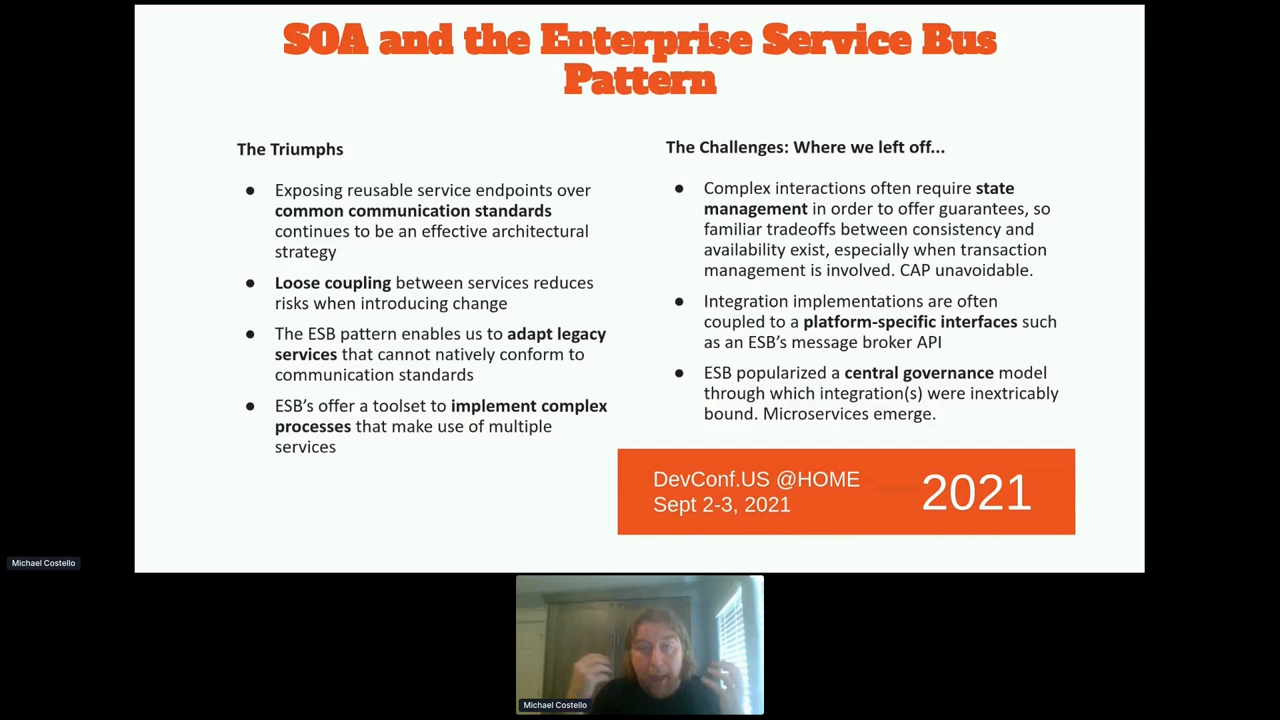 SOA and the Enterprise Service Bus
Pattern
The Triumphs
● Exposing reusable service endpoints over
common communication standards
continues to be an effective architectural
strategy
● Loose coupling between services reduces
risks when introducing change
● The ESB pattern enables us to adapt legacy
services that cannot natively conform to
communication standards
● ESB’s offer a toolset to implement complex
processes that make use of multiple
services
The Challenges: Where we left off...
● Complex interactions often require state
management in order to offer guarantees, so
familiar tradeoffs between consistency and
availability exist, especially when transaction
management is involved. CAP unavoidable.
● Integration implementations are often
coupled to a platform-specific interfaces such
as an ESB’s message broker API
● ESB popularized a central governance model
through which integration(s) were inextricably
bound. Microservices emerge.
DevConf.US @HOME
Sept 2-3, 2021
2021
Michael Costello
Michael Costello